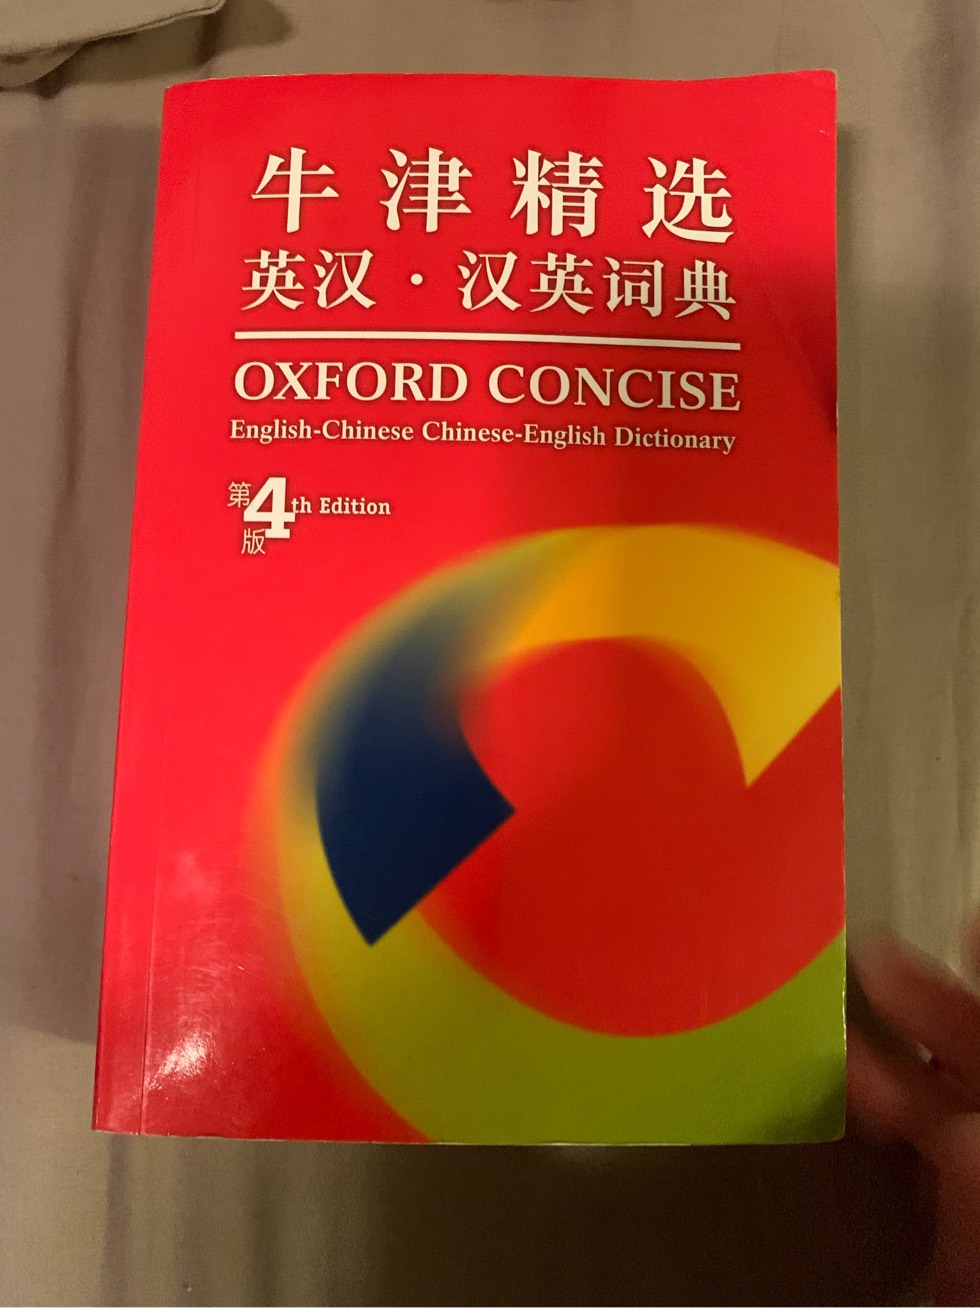 牛津精选
英汉·汉英词典
OXFORD CONCISE
English-Chinese Chinese-English Dictionary
第4th Edition
版